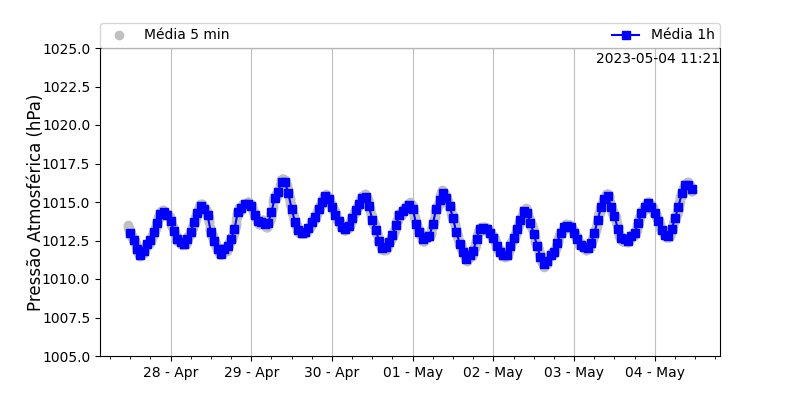 Média 5 min
Média 1h
2023-05-04 11:21
Pressão Atmosférica (hPa)
1025.0
1022.5
1020.0
1017.5
1015.0
1012.5
1010.0
1007.5
1005.0
28 - Apr
29 - Apr
30 - Apr
01 - May
02 - May
03 - May
04 - May